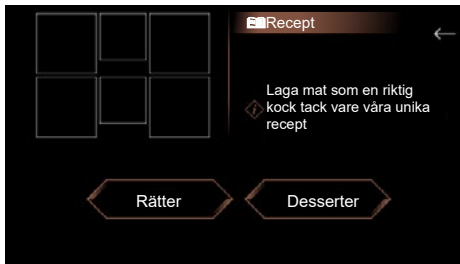 Recept
Laga mat som en riktig
kock tack vare våra unika
recept
Rätter
Desserter